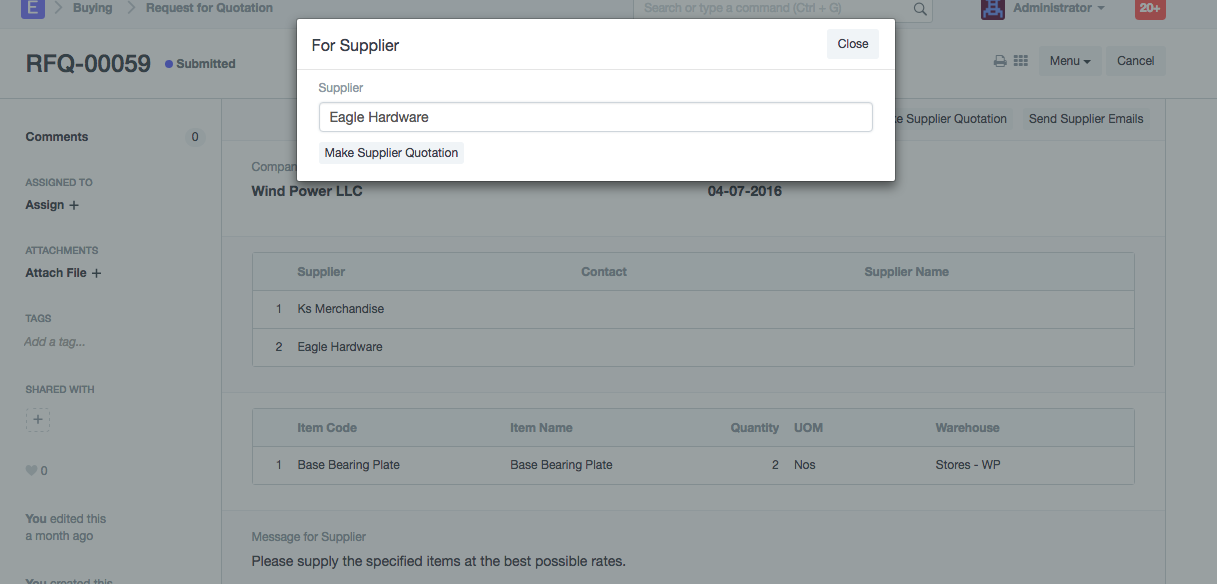 E Buying Request for Quotation Search or type a command (Ctrl + G) Administrator 20+
For Supplier Close
RFQ-00059 Submitted Menu Cancel
Supplier
Eagle Hardware
Supplier Quotation Send Supplier Emails
Comments 0
Make Supplier Quotation
ASSIGNED TO
Assign +
Wind Power LLC 04-07-2016
ATTACHMENTS
Attach File +
Supplier Contact Supplier Name
1 Ks Merchandise
2 Eagle Hardware
TAGS
Add a tag...
SHARED WITH
+
Item Code Item Name Quantity UOM Warehouse
1 Base Bearing Plate Base Bearing Plate 2 Nos Stores - WP
0
You edited this
a month ago
Message for Supplier
Please supply the specified items at the best possible rates.
You created this